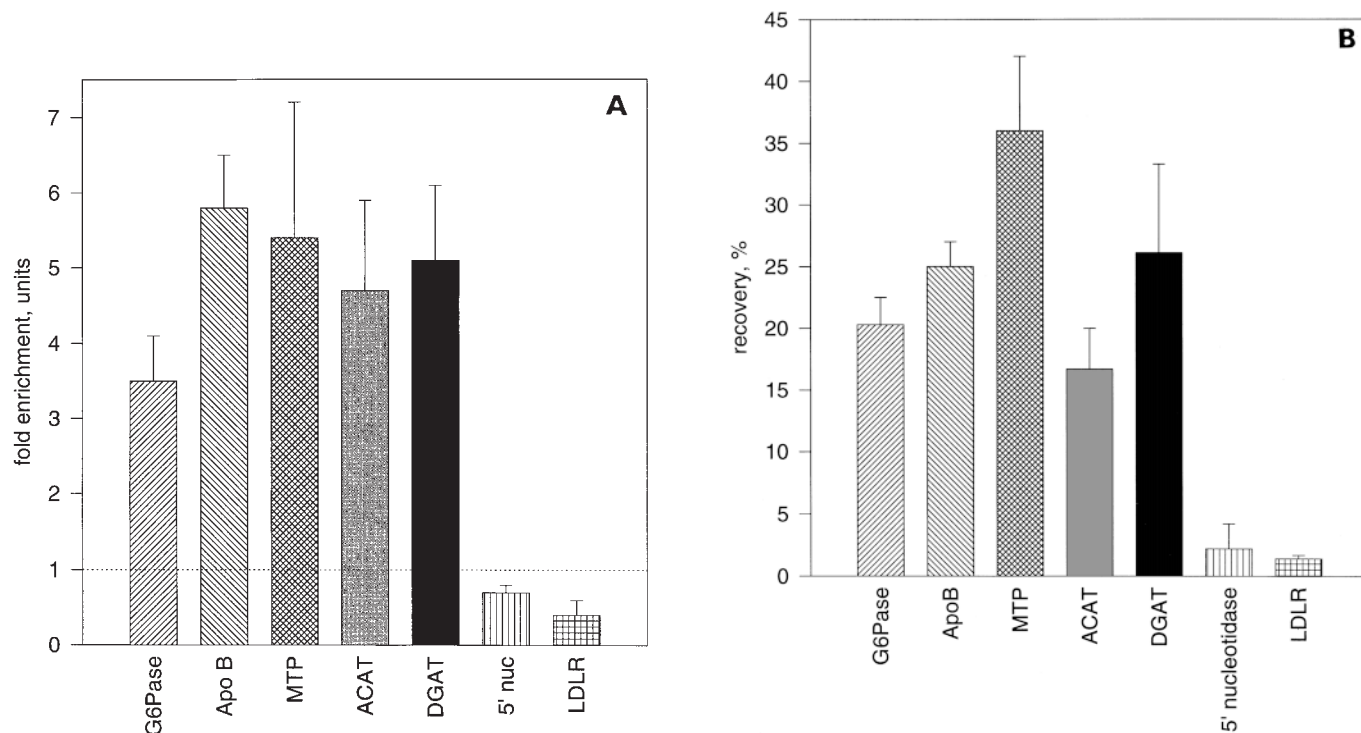 A
fold enrichment, units
7
6
5
4
3
2
1
0
G6Pase
Apo B
MTP
ACAT
DGAT
5' nuc
LDLR
B
recovery, %
45
40
35
30
25
20
15
10
5
0
G6Pase
ApoB
MTP
ACAT
DGAT
5' nucleotidase
LDLR